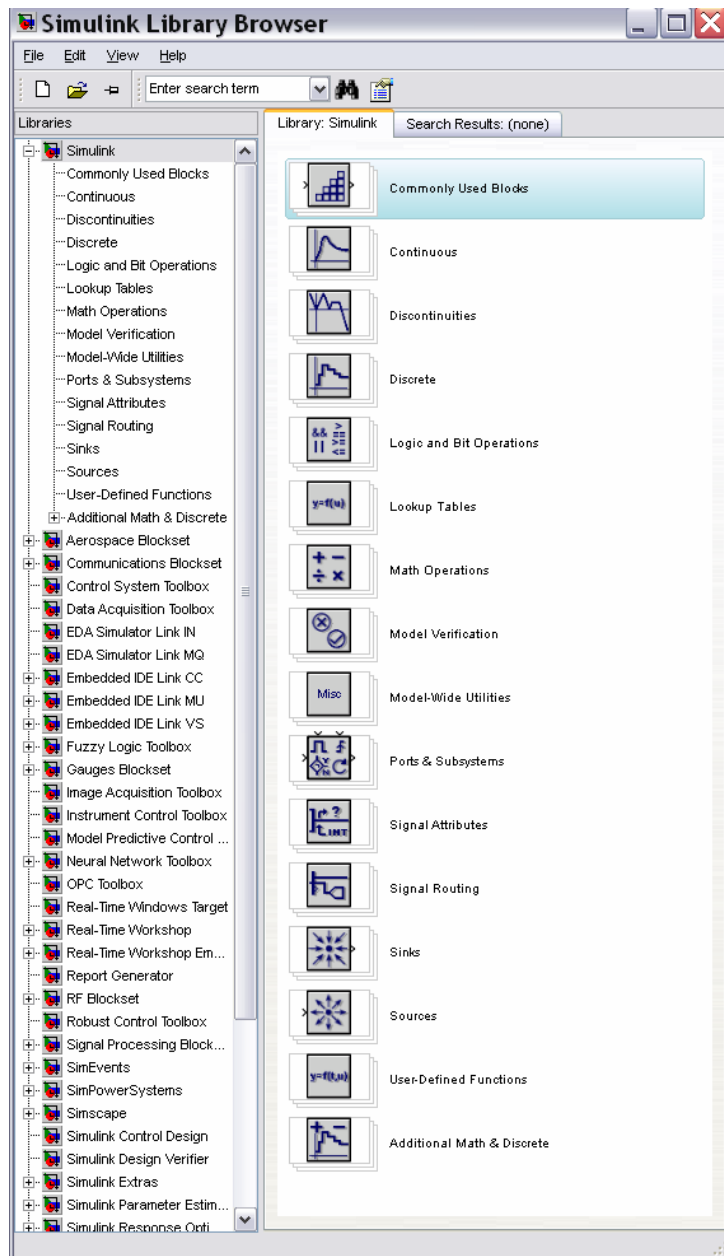 Simulink Library Browser
File Edit View Help
Enter search term
Libraries
Library: Simulink
Search Results: (none)
Simulink
Commonly Used Blocks
Continuous
Discontinuities
Discrete
Logic and Bit Operations
Lookup Tables
Math Operations
Model Verification
Model-Wide Utilities
Ports & Subsystems
Signal Attributes
Signal Routing
Sinks
Sources
User-Defined Functions
Additional Math & Discrete
Aerospace Blockset
Communications Blockset
Control System Toolbox
Data Acquisition Toolbox
EDA Simulator Link IN
EDA Simulator Link MQ
Embedded IDE Link CC
Embedded IDE Link MU
Embedded IDE Link VS
Fuzzy Logic Toolbox
Gauges Blockset
Image Acquisition Toolbox
Instrument Control Toolbox
Model Predictive Control ...
Neural Network Toolbox
OPC Toolbox
Real-Time Windows Target
Real-Time Workshop
Real-Time Workshop Em...
Report Generator
RF Blockset
Robust Control Toolbox
Signal Processing Block...
SimEvents
SimPowerSystems
Simscape
Simulink Control Design
Simulink Design Verifier
Simulink Extras
Simulink Parameter Estim...
Simulink Response Opti
Commonly Used Blocks
Continuous
Discontinuities
Discrete
&& > ==
|| >= <=
Logic and Bit Operations
y=f(u)
Lookup Tables
+ −
÷ ×
Math Operations
Model Verification
Misc
Model-Wide Utilities
Y
N
Ports & Subsystems
?
INT
Signal Attributes
Signal Routing
Sinks
Sources
y=f(t,u)
User-Defined Functions
+ −
Additional Math & Discrete